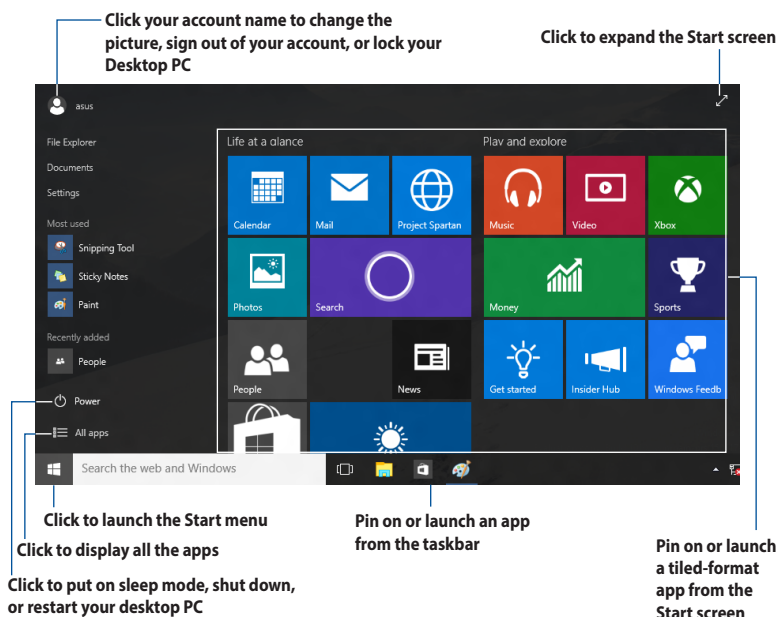 Click your account name to change the
picture, sign out of your account, or lock your
Desktop PC
Click to expand the Start screen
asus
File Explorer
Documents
Settings
Most used
Snipping Tool
Sticky Notes
Paint
Recently added
People
Power
All apps
Search the web and Windows
Life at a glance
Play and explore
Calendar
Mail
Project Spartan
Music
Video
Xbox
Photos
Search
Money
Sports
People
News
Get started
Insider Hub
Windows Feedb
Click to launch the Start menu
Click to display all the apps
Click to put on sleep mode, shut down,
or restart your desktop PC
Pin on or launch an app
from the taskbar
Pin on or launch
a tiled-format
app from the
Start screen